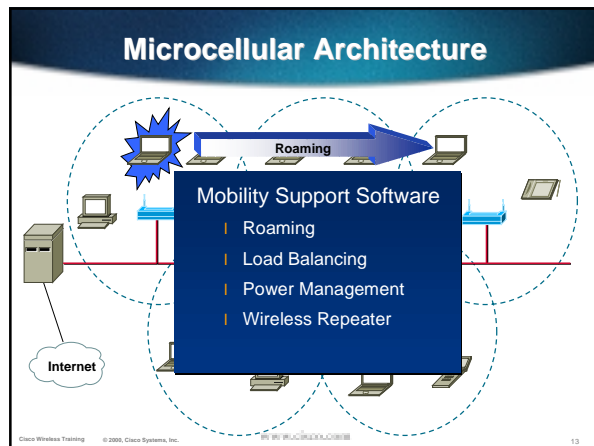 Microcellular Architecture
Roaming
Mobility Support Software
l Roaming
l Load Balancing
l Power Management
l Wireless Repeater
Internet
Cisco Wireless Training © 2000, Cisco Systems, Inc. 13